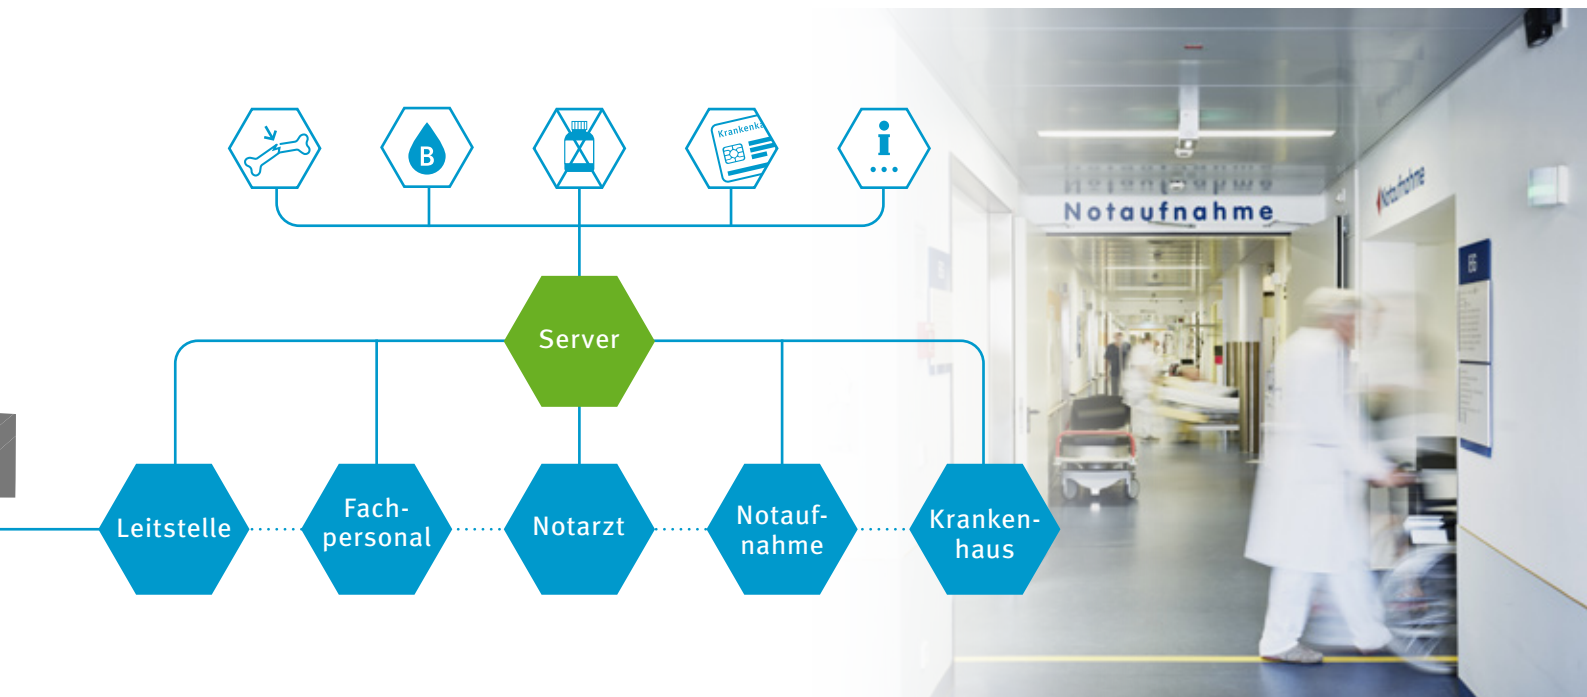 Krankenka
B
i
Notaufnahme
Notaufnahme
Server
Leitstelle
Fach-
personal
Notarzt
Notauf-
nahme
Kranken-
haus